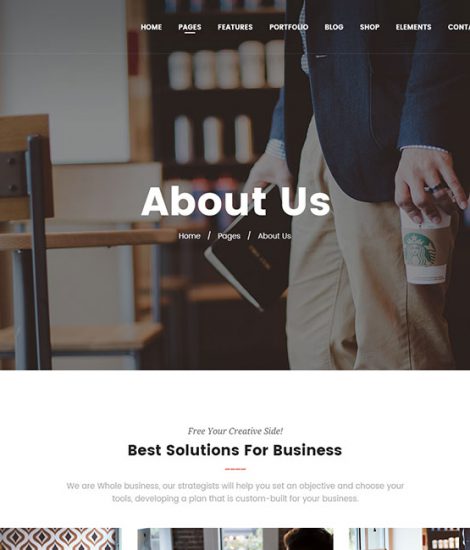 HOME PAGES FEATURES PORTFOLIO BLOG SHOP ELEMENTS CONTA
About Us
Home / Pages / About Us
Free Your Creative Side!
Best Solutions For Business
We are Whole business, our strategists will help you set an objective and choose your
tools, developing a plan that is custom-built for your business.